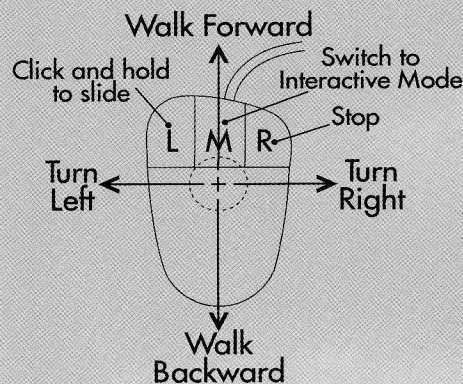 Walk Forward
Click and hold
to slide
Switch to
Interactive Mode
L
M
R
Stop
Turn
Left
Turn
Right
Walk
Backward